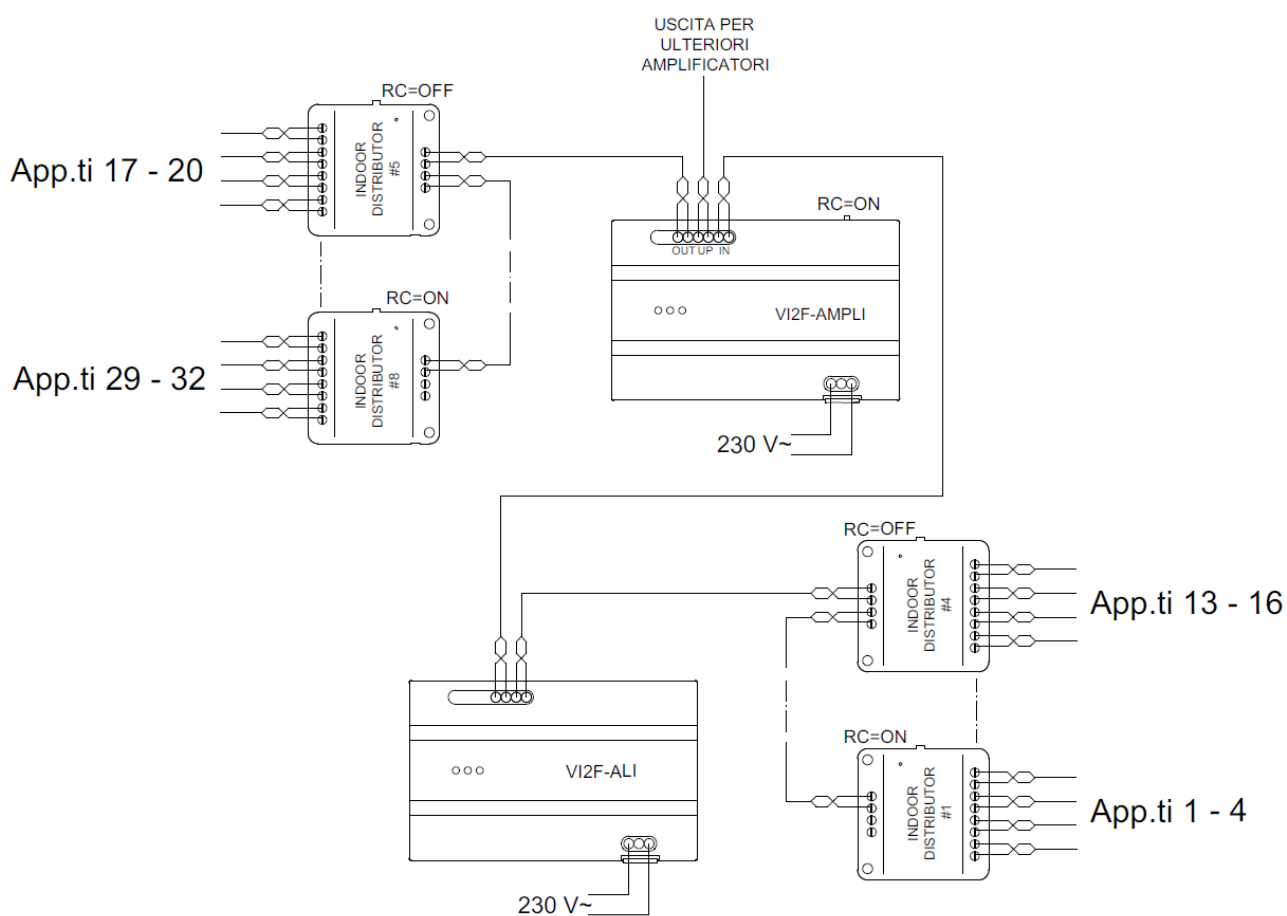 USCITA PER
ULTERIORI
AMPLIFICATORI
RC=OFF
App.ti 17 - 20
INDOOR
DISTRIBUTOR
#5
RC=ON
OUT UP IN
VI2F-AMPLI
230 V~
RC=ON
App.ti 29 - 32
INDOOR
DISTRIBUTOR
#8
RC=OFF
INDOOR
DISTRIBUTOR
#4
App.ti 13 - 16
VI2F-ALI
230 V~
RC=ON
INDOOR
DISTRIBUTOR
#1
App.ti 1 - 4